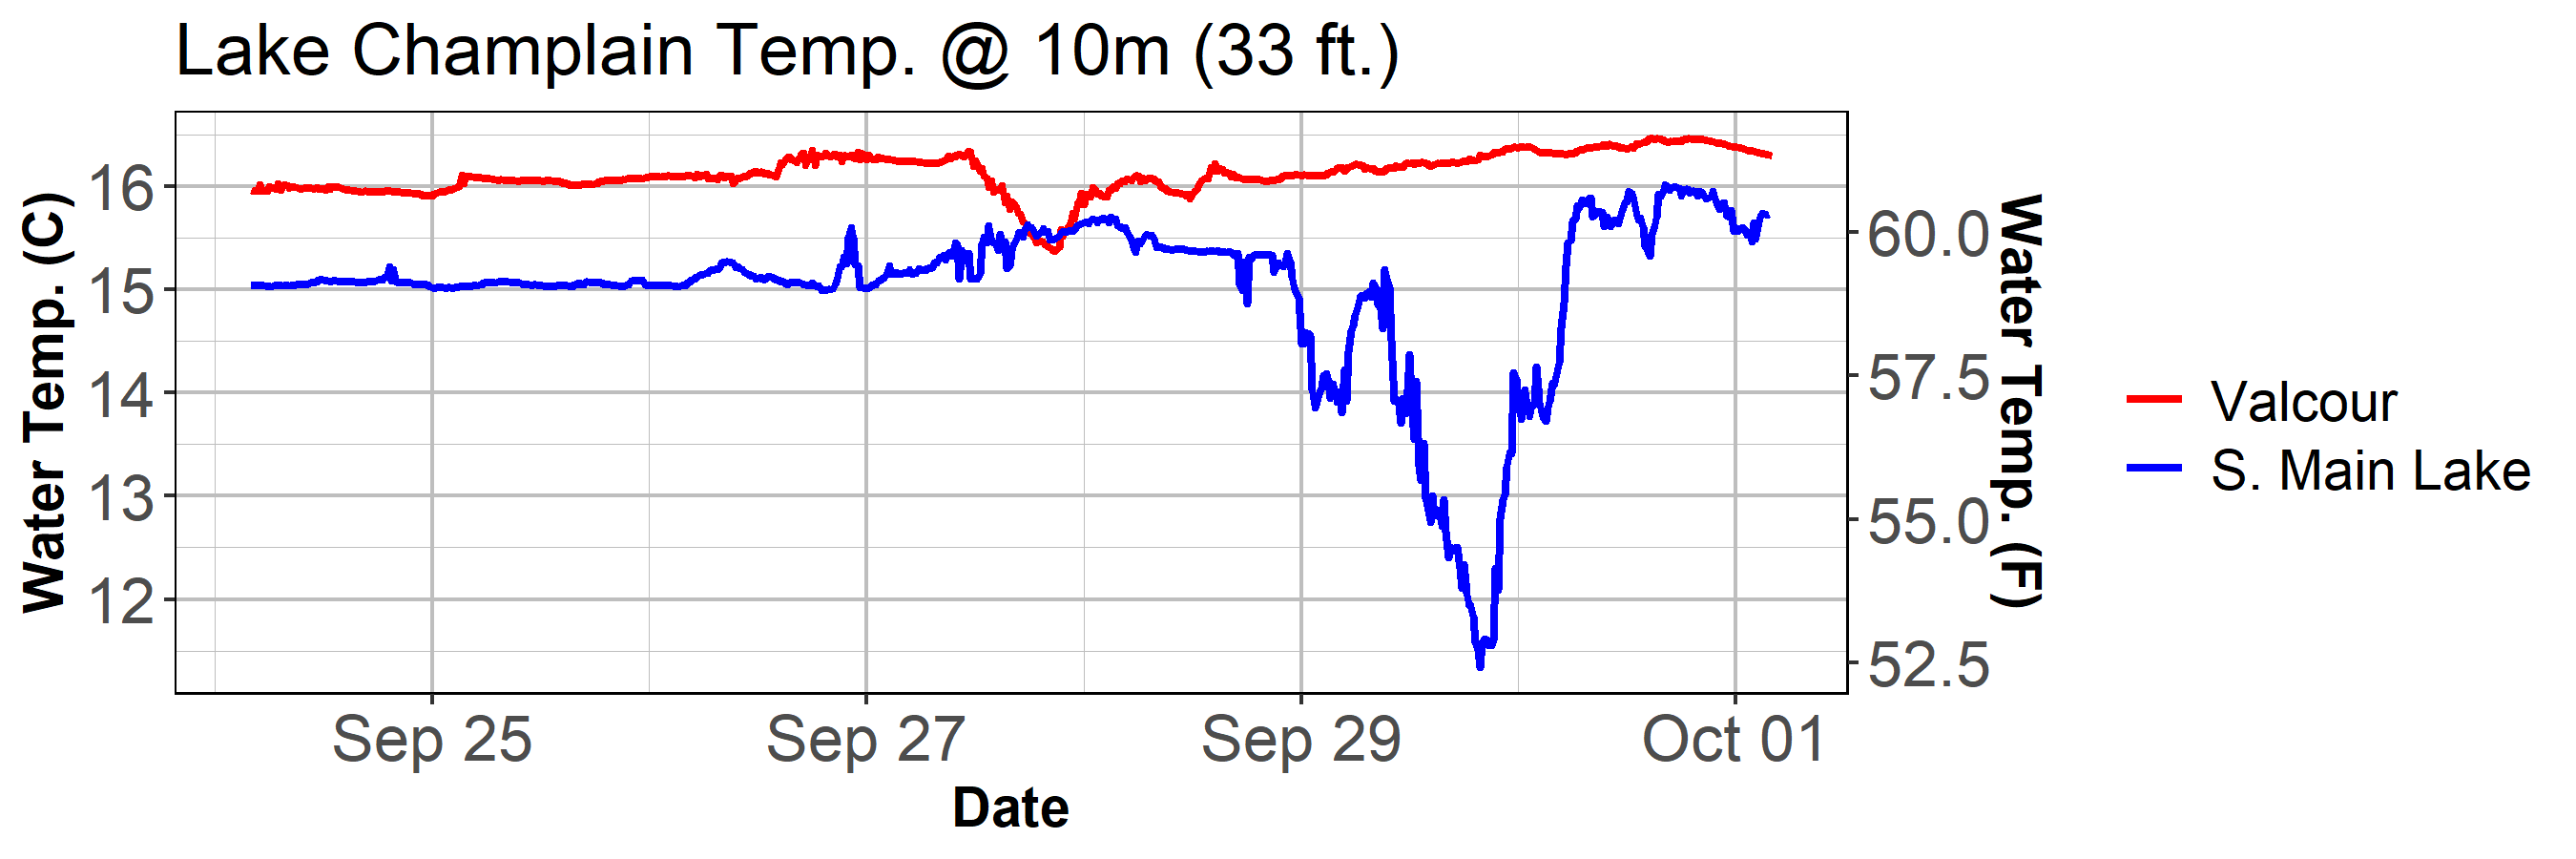 Lake Champlain Temp. @ 10m (33 ft.)
Water Temp. (C)
16
15
14
13
12
60.0
57.5
55.0
52.5
Water Temp. (F)
Sep 25
Sep 27
Sep 29
Oct 01
Date
Valcour
S. Main Lake